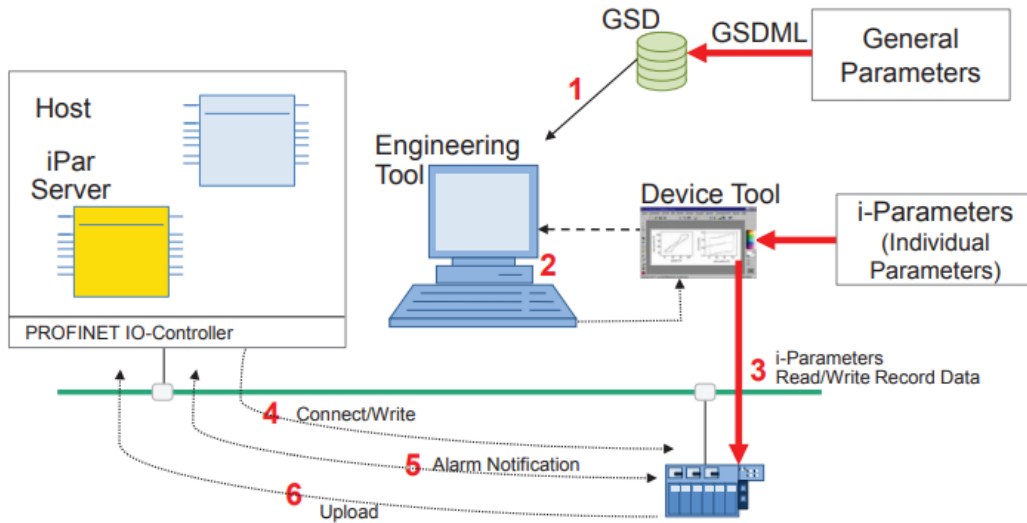 GSD
GSDML
General
Parameters
1
Host
iPar
Server
Engineering
Tool
Device Tool
i-Parameters
(Individual
Parameters)
2
PROFINET IO-Controller
3
i-Parameters
Read/Write Record Data
4
Connect/Write
5
Alarm Notification
6
Upload